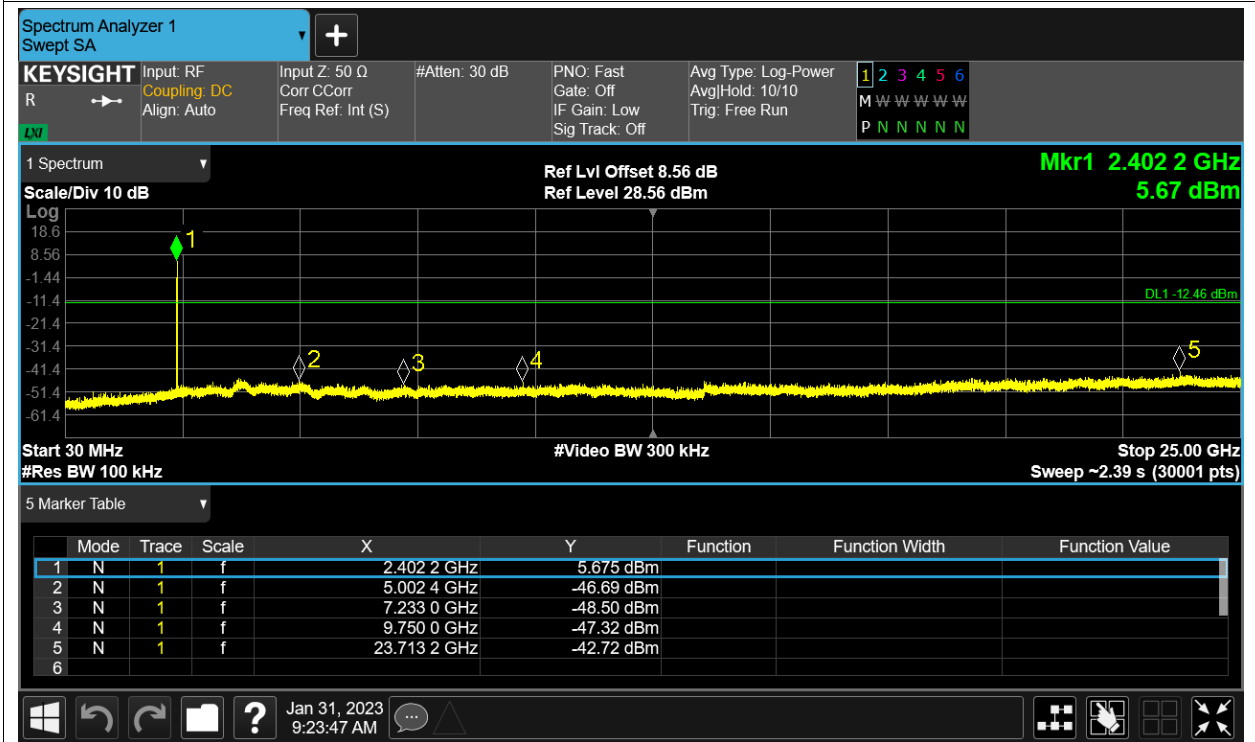 Spectrum Analyzer 1
Swept SA
+
KEYSIGHT Input: RF Input Z: 50 Ω #Atten: 30 dB PNO: Fast Avg Type: Log-Power 1 2 3 4 5 6
R Coupling: DC Corr CCorr Gate: Off Avg|Hold: 10/10 M W W W W W
Align: Auto Freq Ref: Int (S) IF Gain: Low Trig: Free Run
LXI Sig Track: Off P N N N N N
1 Spectrum Ref Lvl Offset 8.56 dB Mkr1 2.402 2 GHz
Scale/Div 10 dB Ref Level 28.56 dBm 5.67 dBm
Log
18.6
1
8.56
-1.44
-11.4 DL1 -12.46 dBm
-21.4
-31.4
2 3 4 5
-41.4
-51.4
-61.4
Start 30 MHz #Video BW 300 kHz Stop 25.00 GHz
#Res BW 100 kHz Sweep ~2.39 s (30001 pts)
5 Marker Table
Mode Trace Scale X Y Function Function Width Function Value
1 N 1 f 2.402 2 GHz 5.675 dBm
2 N 1 f 5.002 4 GHz -46.69 dBm
3 N 1 f 7.233 0 GHz -48.50 dBm
4 N 1 f 9.750 0 GHz -47.32 dBm
5 N 1 f 23.713 2 GHz -42.72 dBm
6
? Jan 31, 2023
9:23:47 AM